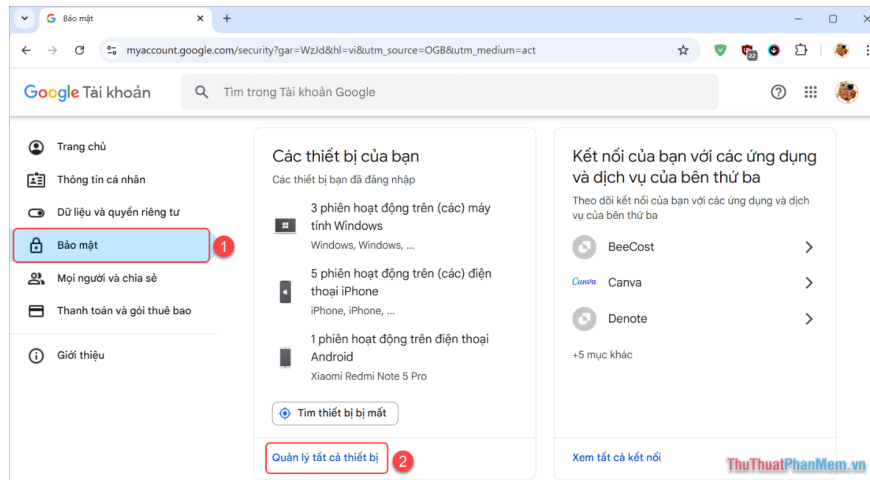 Bảo mật
myaccount.google.com/security?gar=WzJd&hl=vi&utm_source=OGB&utm_medium=act
22
Google Tài khoản
Tìm trong Tài khoản Google
Trang chủ
Thông tin cá nhân
Dữ liệu và quyền riêng tư
Bảo mật
1
Mọi người và chia sẻ
Thanh toán và gói thuê bao
Giới thiệu
Các thiết bị của bạn
Các thiết bị bạn đã đăng nhập
3 phiên hoạt động trên (các) máy
tính Windows
Windows, Windows, ...
5 phiên hoạt động trên (các) điện
thoại iPhone
iPhone, iPhone, ...
1 phiên hoạt động trên điện thoại
Android
Xiaomi Redmi Note 5 Pro
Tìm thiết bị bị mất
Quản lý tất cả thiết bị
2
Kết nối của bạn với các ứng dụng
và dịch vụ của bên thứ ba
Theo dõi kết nối của bạn với các ứng dụng và dịch
vụ của bên thứ ba
BeeCost
Canva
Canva
Denote
+5 mục khác
Xem tất cả kết nối
ThuThuatPhanMem.vn